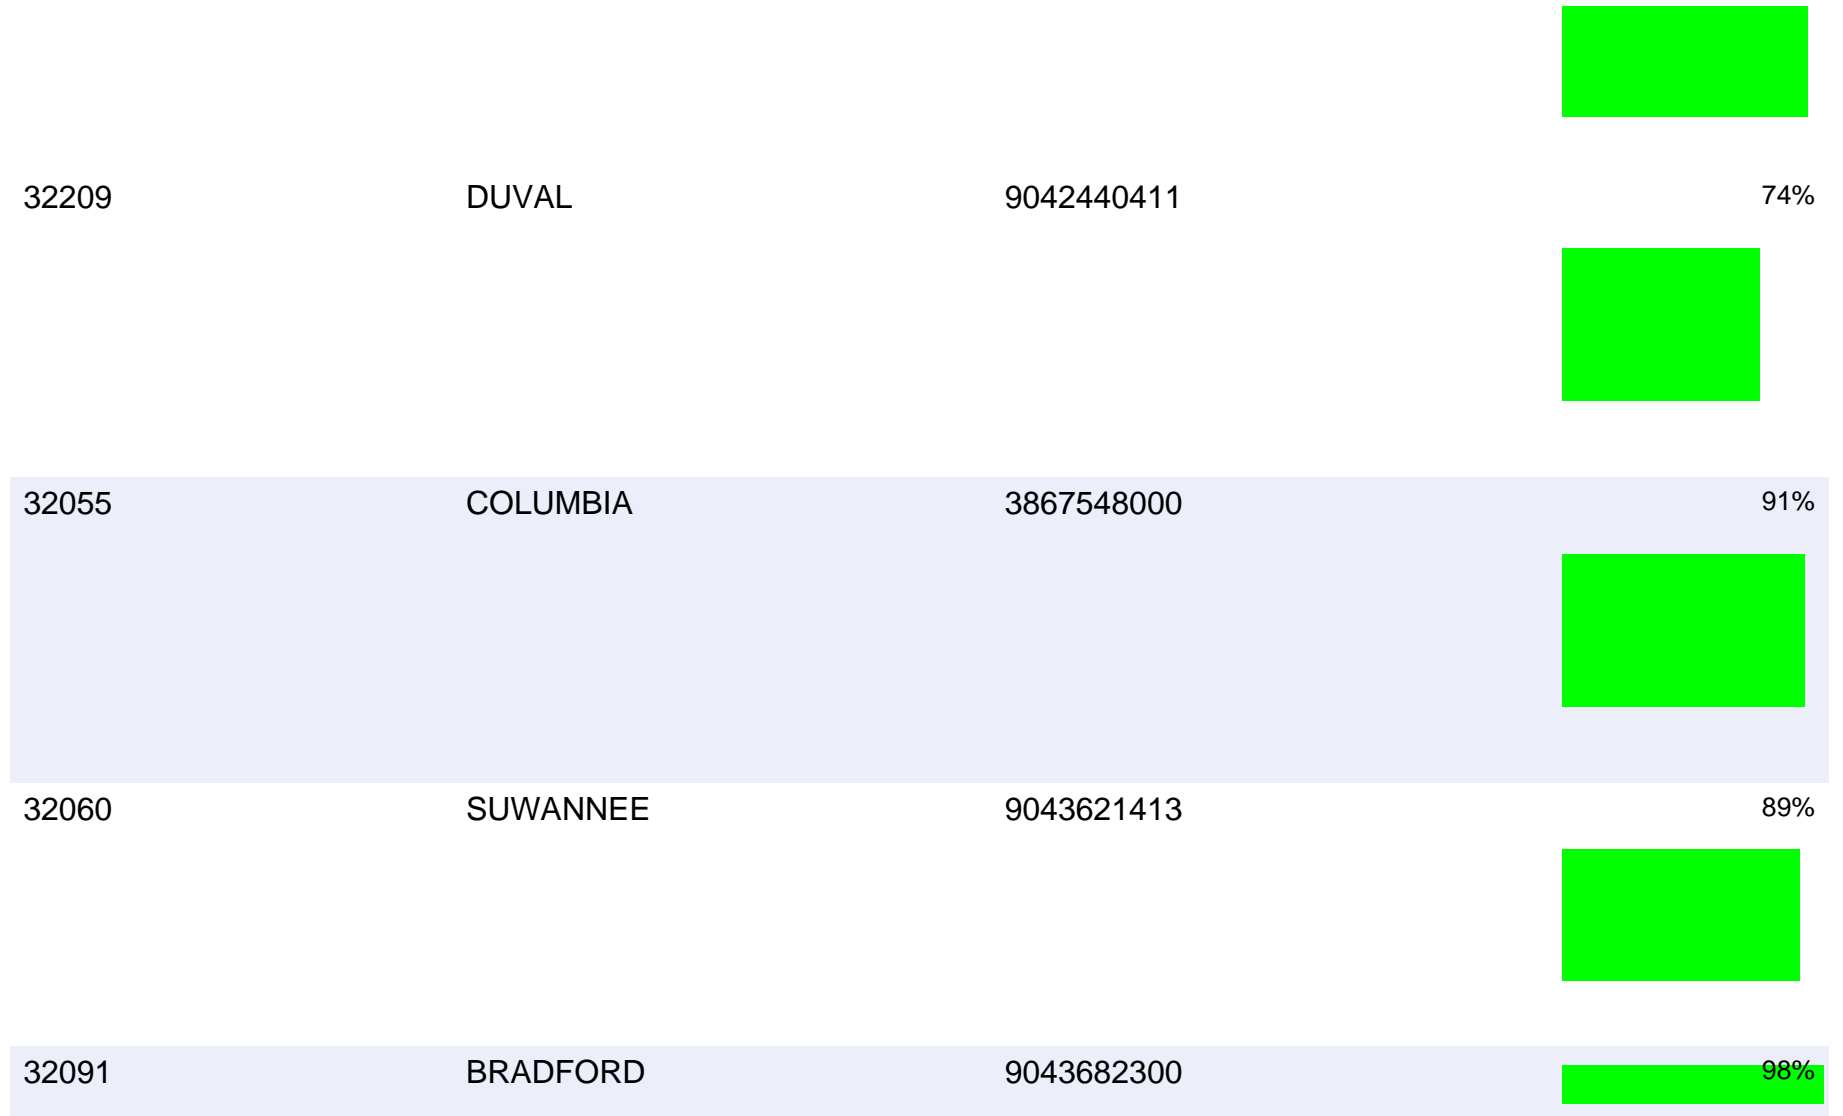 32209 DUVAL 9042440411 74%
32055 COLUMBIA 3867548000 91%
32060 SUWANNEE 9043621413 89%
32091 BRADFORD 9043682300 98%